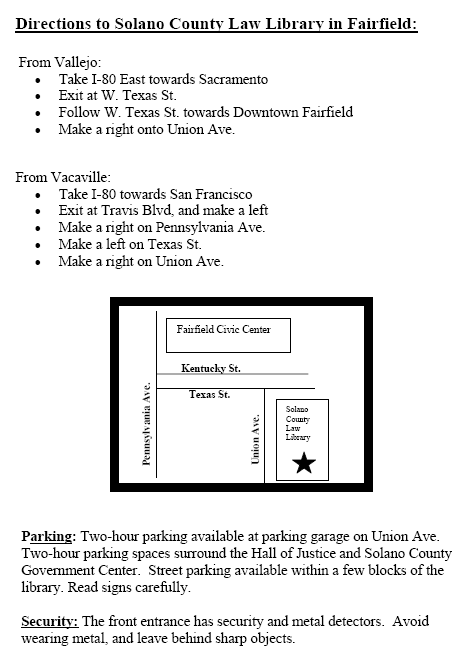 Directions to Solano County Law Library in Fairfield:
From Vallejo:
• Take I-80 East towards Sacramento
• Exit at W. Texas St.
• Follow W. Texas St. towards Downtown Fairfield
• Make a right onto Union Ave.
From Vacaville:
• Take I-80 towards San Francisco
• Exit at Travis Blvd, and make a left
• Make a right on Pennsylvania Ave.
• Make a left on Texas St.
• Make a right on Union Ave.
Fairfield Civic Center
Kentucky St.
Texas St.
Pennsylvania Ave.
Union Ave.
Solano
County
Law
Library
Parking: Two-hour parking available at parking garage on Union Ave.
Two-hour parking spaces surround the Hall of Justice and Solano County
Government Center. Street parking available within a few blocks of the
library. Read signs carefully.
Security: The front entrance has security and metal detectors. Avoid
wearing metal, and leave behind sharp objects.